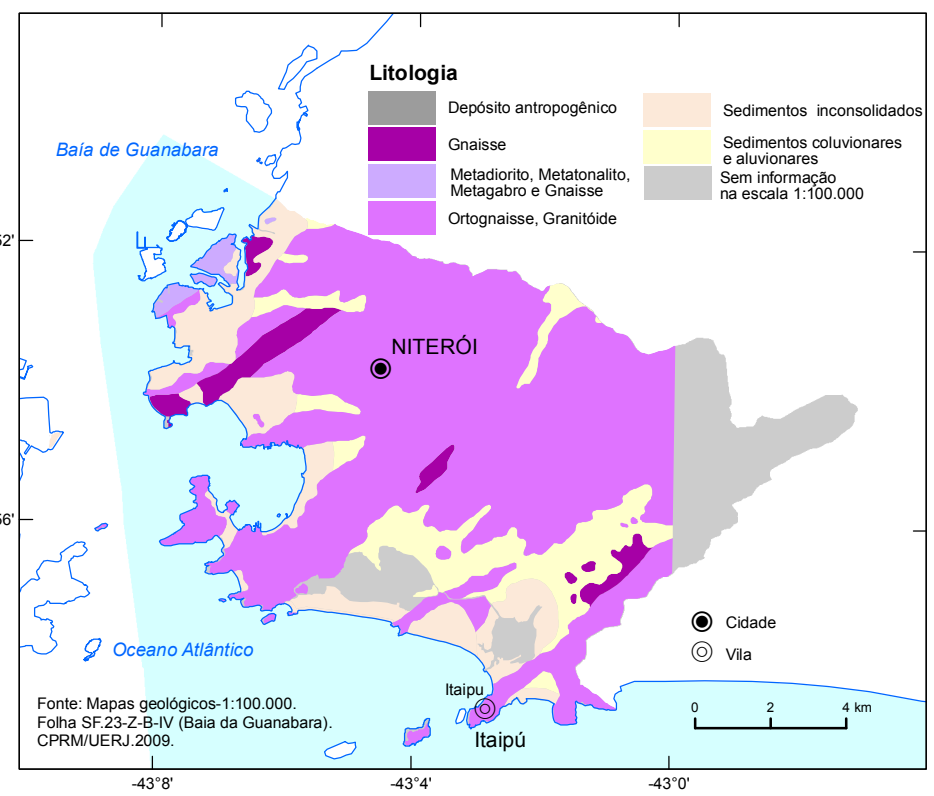 Litologia
Depósito antropogênico
Gnaisse
Metadiorito, Metatonalito,
Metagabro e Gnaisse
Ortognaisse, Granitóide
Sedimentos inconsolidados
Sedimentos coluvionares
e aluvionares
Sem informação
na escala 1:100.000
Baía de Guanabara
52'
NITERÓI
56'
Oceano Atlântico
Cidade
Vila
Itaipu
Itaipú
0 2 4 km
Fonte: Mapas geológicos-1:100.000.
Folha SF.23-Z-B-IV (Baia da Guanabara).
CPRM/UERJ.2009.
-43°8' -43°4' -43°0'